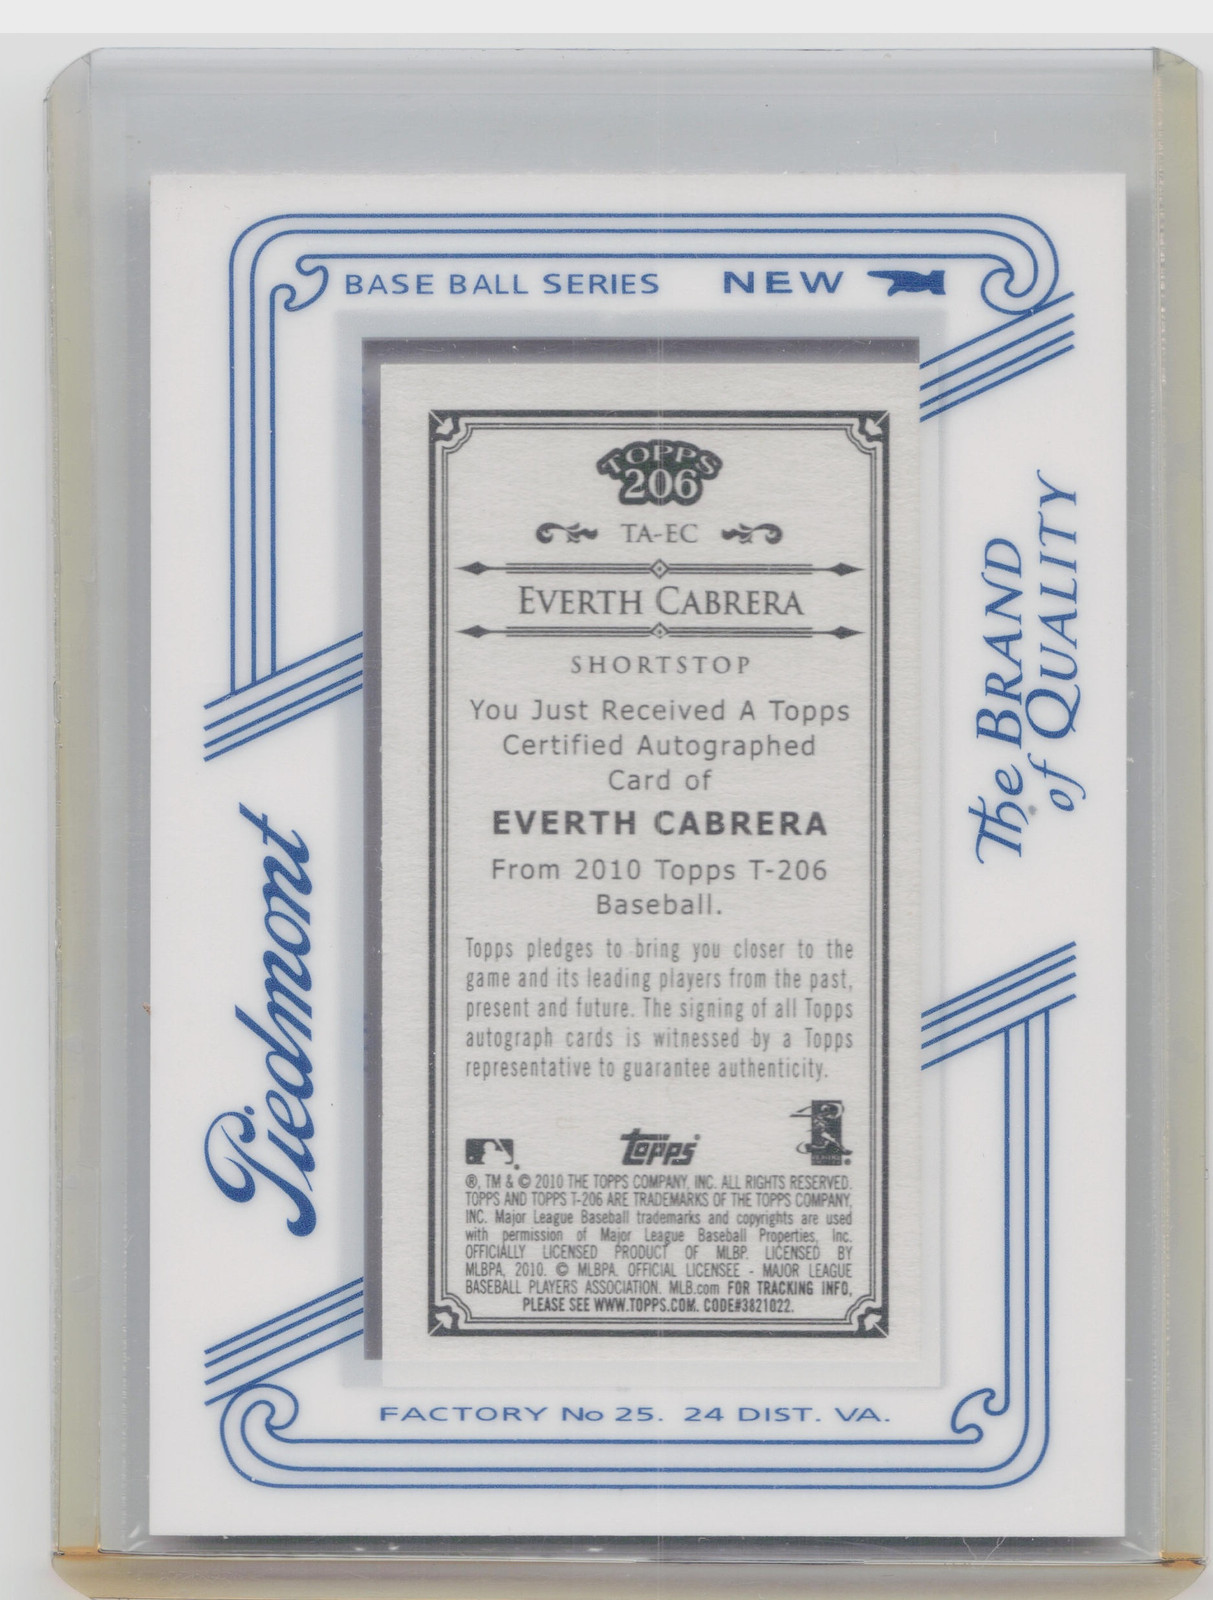 BASE BALL SERIES NEW
TOPPS
206
TA-EC
EVERTH CABRERA
SHORTSTOP
You Just Received A Topps
Certified Autographed
Card of
EVERTH CABRERA
From 2010 Topps T-206
Baseball.
Topps pledges to bring you closer to the
game and its leading players from the past,
present and future. The signing of all Topps
autograph cards is witnessed by a Topps
representative to guarantee authenticity.
topps
®, TM & © 2010 THE TOPPS COMPANY, INC. ALL RIGHTS RESERVED.
TOPPS AND TOPPS T-206 ARE TRADEMARKS OF THE TOPPS COMPANY,
INC. Major League Baseball trademarks and copyrights are used
with permission of Major League Baseball Properties, Inc.
OFFICIALLY LICENSED PRODUCT OF MLBP. LICENSED BY
MLBPA, 2010. © MLBPA. OFFICIAL LICENSEE - MAJOR LEAGUE
BASEBALL PLAYERS ASSOCIATION. MLB.com FOR TRACKING INFO,
PLEASE SEE WWW.TOPPS.COM. CODE#3821022.
Piedmont
The BRAND
of QUALITY
FACTORY No 25. 24 DIST. VA.